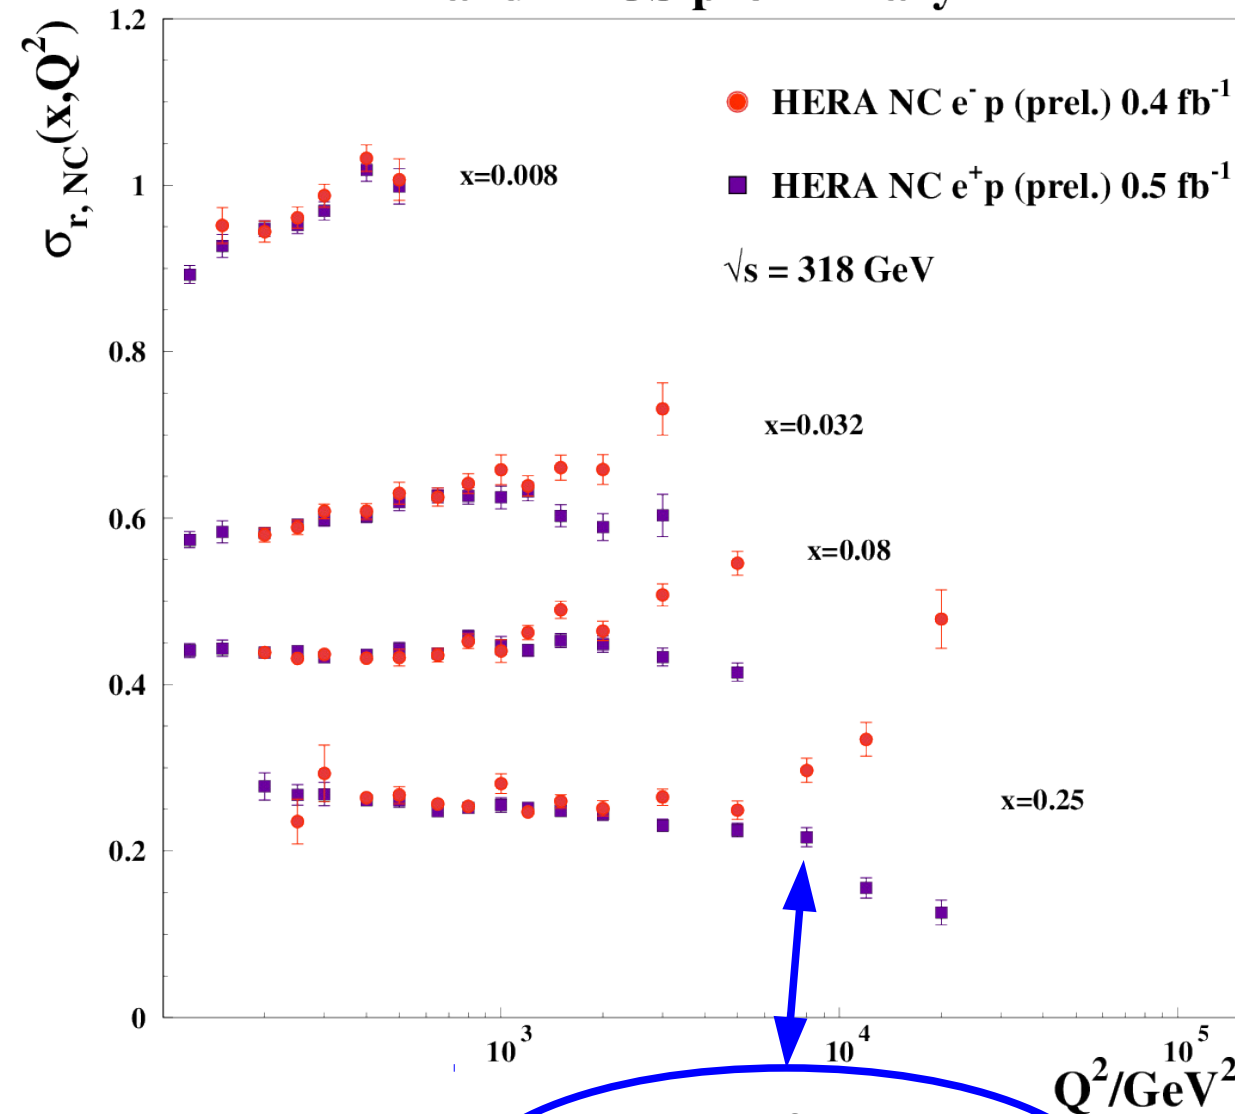 1.2
σr, NC(x,Q2)
HERA NC e- p (prel.) 0.4 fb-1
x=0.008
1
HERA NC e+p (prel.) 0.5 fb-1
√s = 318 GeV
0.8
x=0.032
0.6
x=0.08
0.4
x=0.25
0.2
0
10 3
10 4
10 5
Q2/GeV2